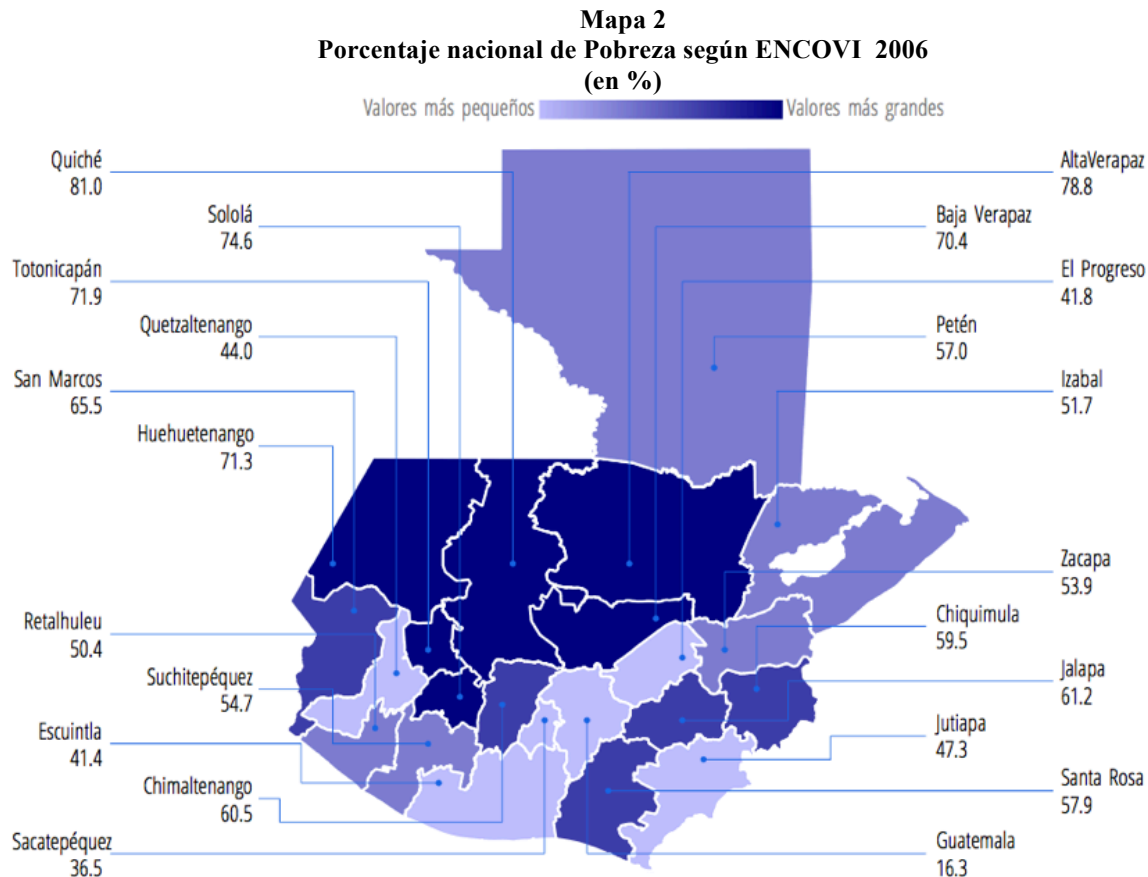 Mapa 2
Porcentaje nacional de Pobreza según ENCOVI 2006
(en %)
Valores más pequeños
Valores más grandes
Quiché
81.0
Sololá
74.6
Totonicapán
71.9
Quetzaltenango
44.0
San Marcos
65.5
Huehuetenango
71.3
Retalhuleu
50.4
Suchitepéquez
54.7
Escuintla
41.4
Chimaltenango
60.5
Sacatepéquez
36.5
AltaVerapaz
78.8
Baja Verapaz
70.4
El Progreso
41.8
Petén
57.0
Izabal
51.7
Zacapa
53.9
Chiquimula
59.5
Jalapa
61.2
Jutiapa
47.3
Santa Rosa
57.9
Guatemala
16.3